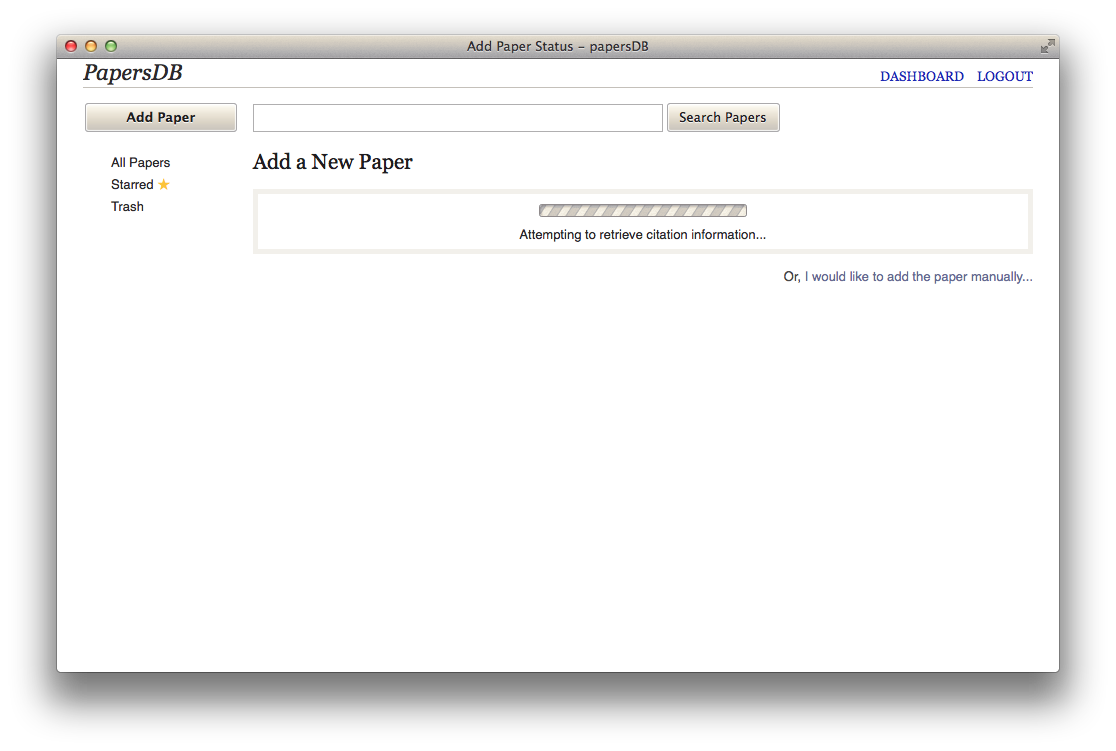 Add Paper Status – papersDB
PapersDB
DASHBOARD LOGOUT
Add Paper
Search Papers
All Papers
Starred
Trash
Add a New Paper
Attempting to retrieve citation information...
Or, I would like to add the paper manually...